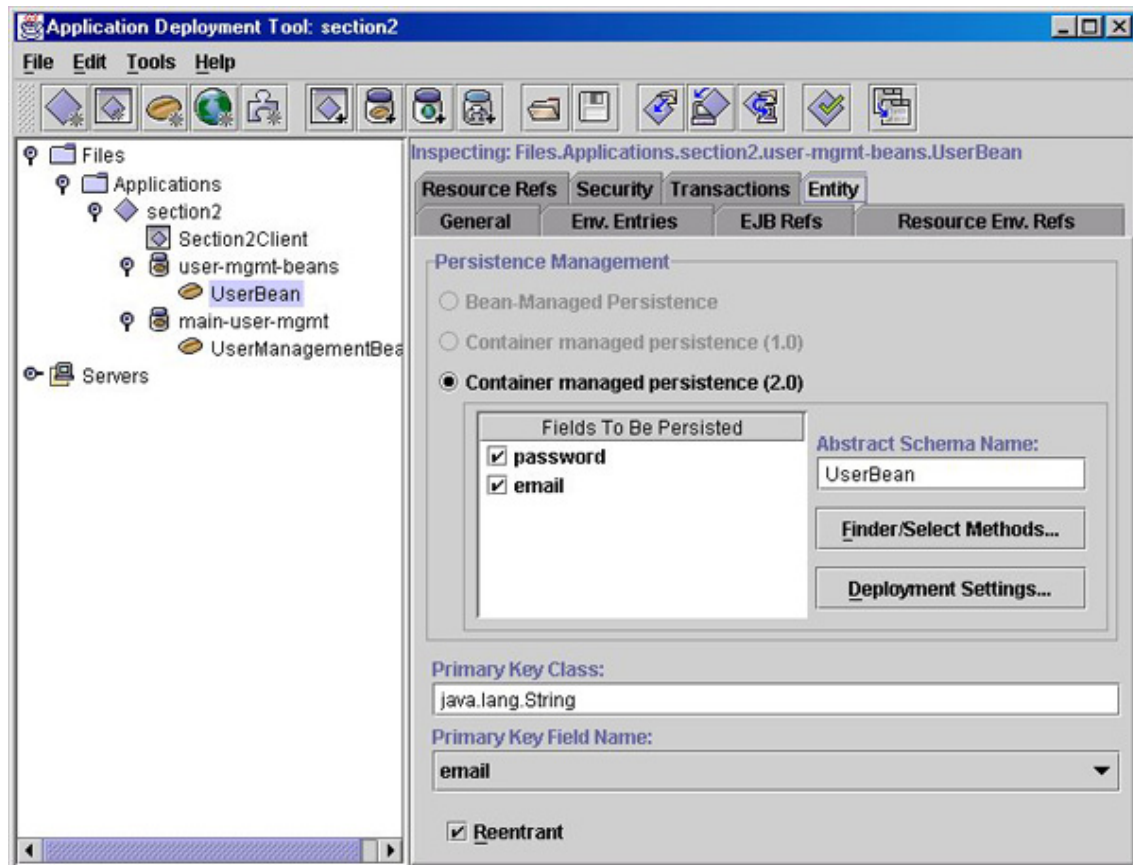 Application Deployment Tool: section2
File Edit Tools Help
Files
Applications
section2
Section2Client
user-mgmt-beans
UserBean
main-user-mgmt
UserManagementBea
Servers
Inspecting: Files.Applications.section2.user-mgmt-beans.UserBean
Resource Refs Security Transactions Entity
General Env. Entries EJB Refs Resource Env. Refs
Persistence Management
Bean-Managed Persistence
Container managed persistence (1.0)
Container managed persistence (2.0)
Fields To Be Persisted
password
email
Abstract Schema Name:
UserBean
Finder/Select Methods...
Deployment Settings...
Primary Key Class:
java.lang.String
Primary Key Field Name:
email
Reentrant